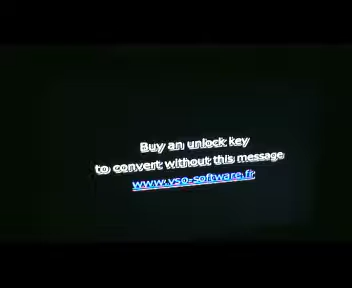 Buy an unlock key
to convert without this message
www.vso-software.fr